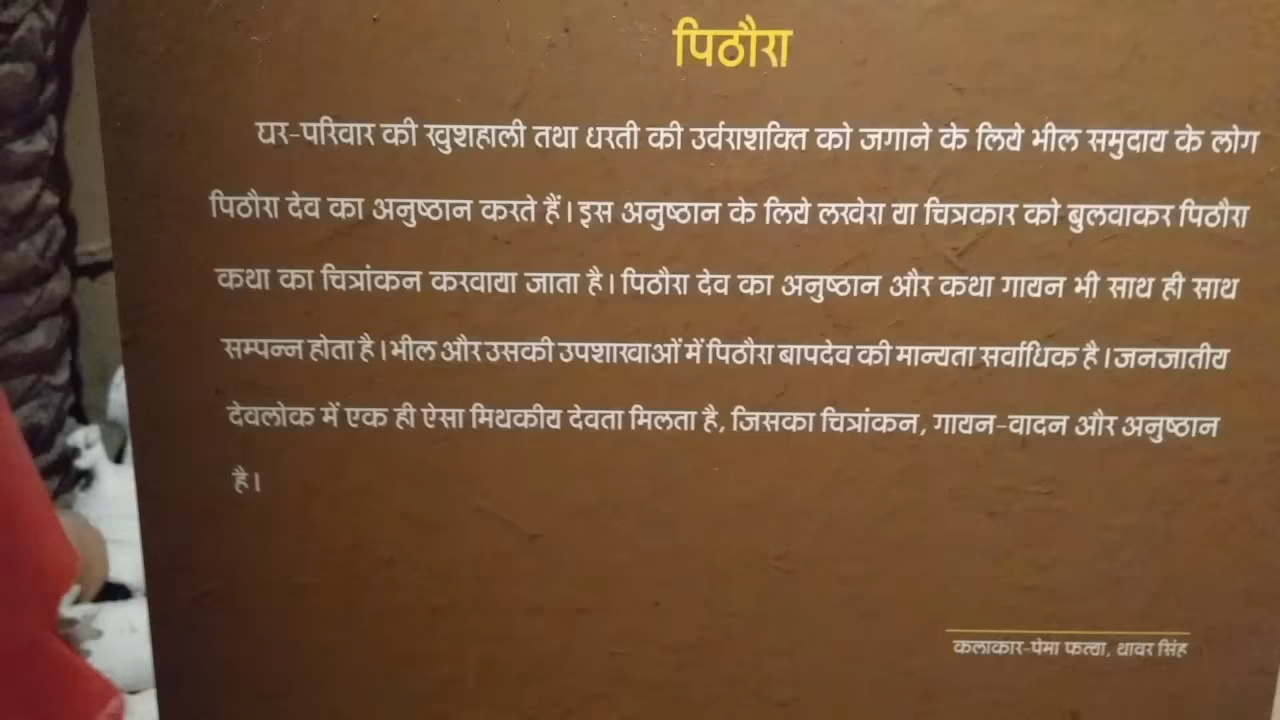 पिठौरा
घर-परिवार की खुशहाली तथा धरती की उर्वराशक्ति को जगाने के लिये भील समुदाय के लोग
पिठौरा देव का अनुष्ठान करते हैं। इस अनुष्ठान के लिये लखेरा या चित्रकार को बुलवाकर पिठौरा
कथा का चित्रांकन करवाया जाता है। पिठौरा देव का अनुष्ठान और कथा गायन भी साथ ही साथ
सम्पन्न होता है। भील और उसकी उपशाखाओं में पिठौरा बापदेव की मान्यता सर्वाधिक है। जनजातीय
देवलोक में एक ही ऐसा मिथकीय देवता मिलता है, जिसका चित्रांकन, गायन-वादन और अनुष्ठान
है।
कलाकार-पेमा फत्या, थावर सिंह